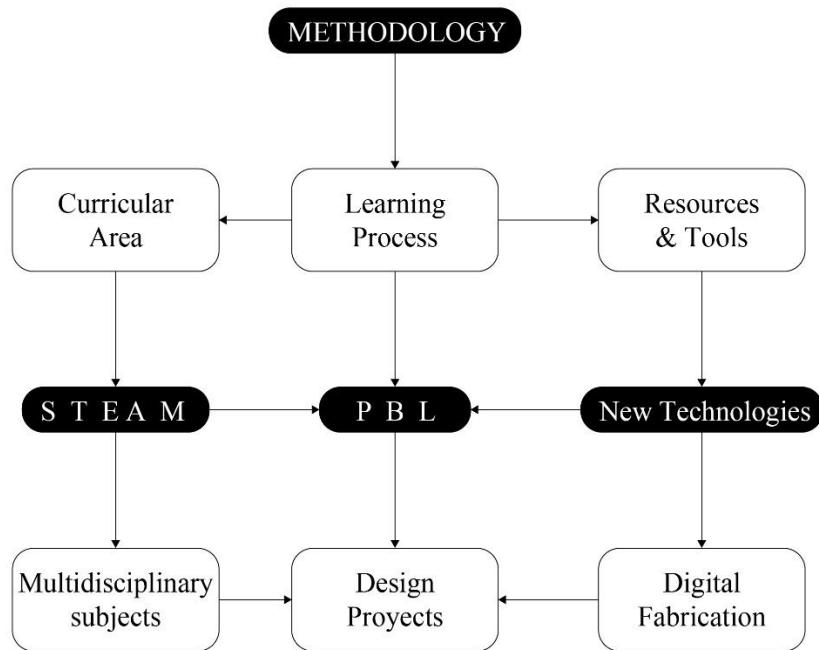 METHODOLOGY
Curricular
Area
Learning
Process
Resources
& Tools
S T E A M
P B L
New Technologies
Multidisciplinary
subjects
Design
Proyects
Digital
Fabrication